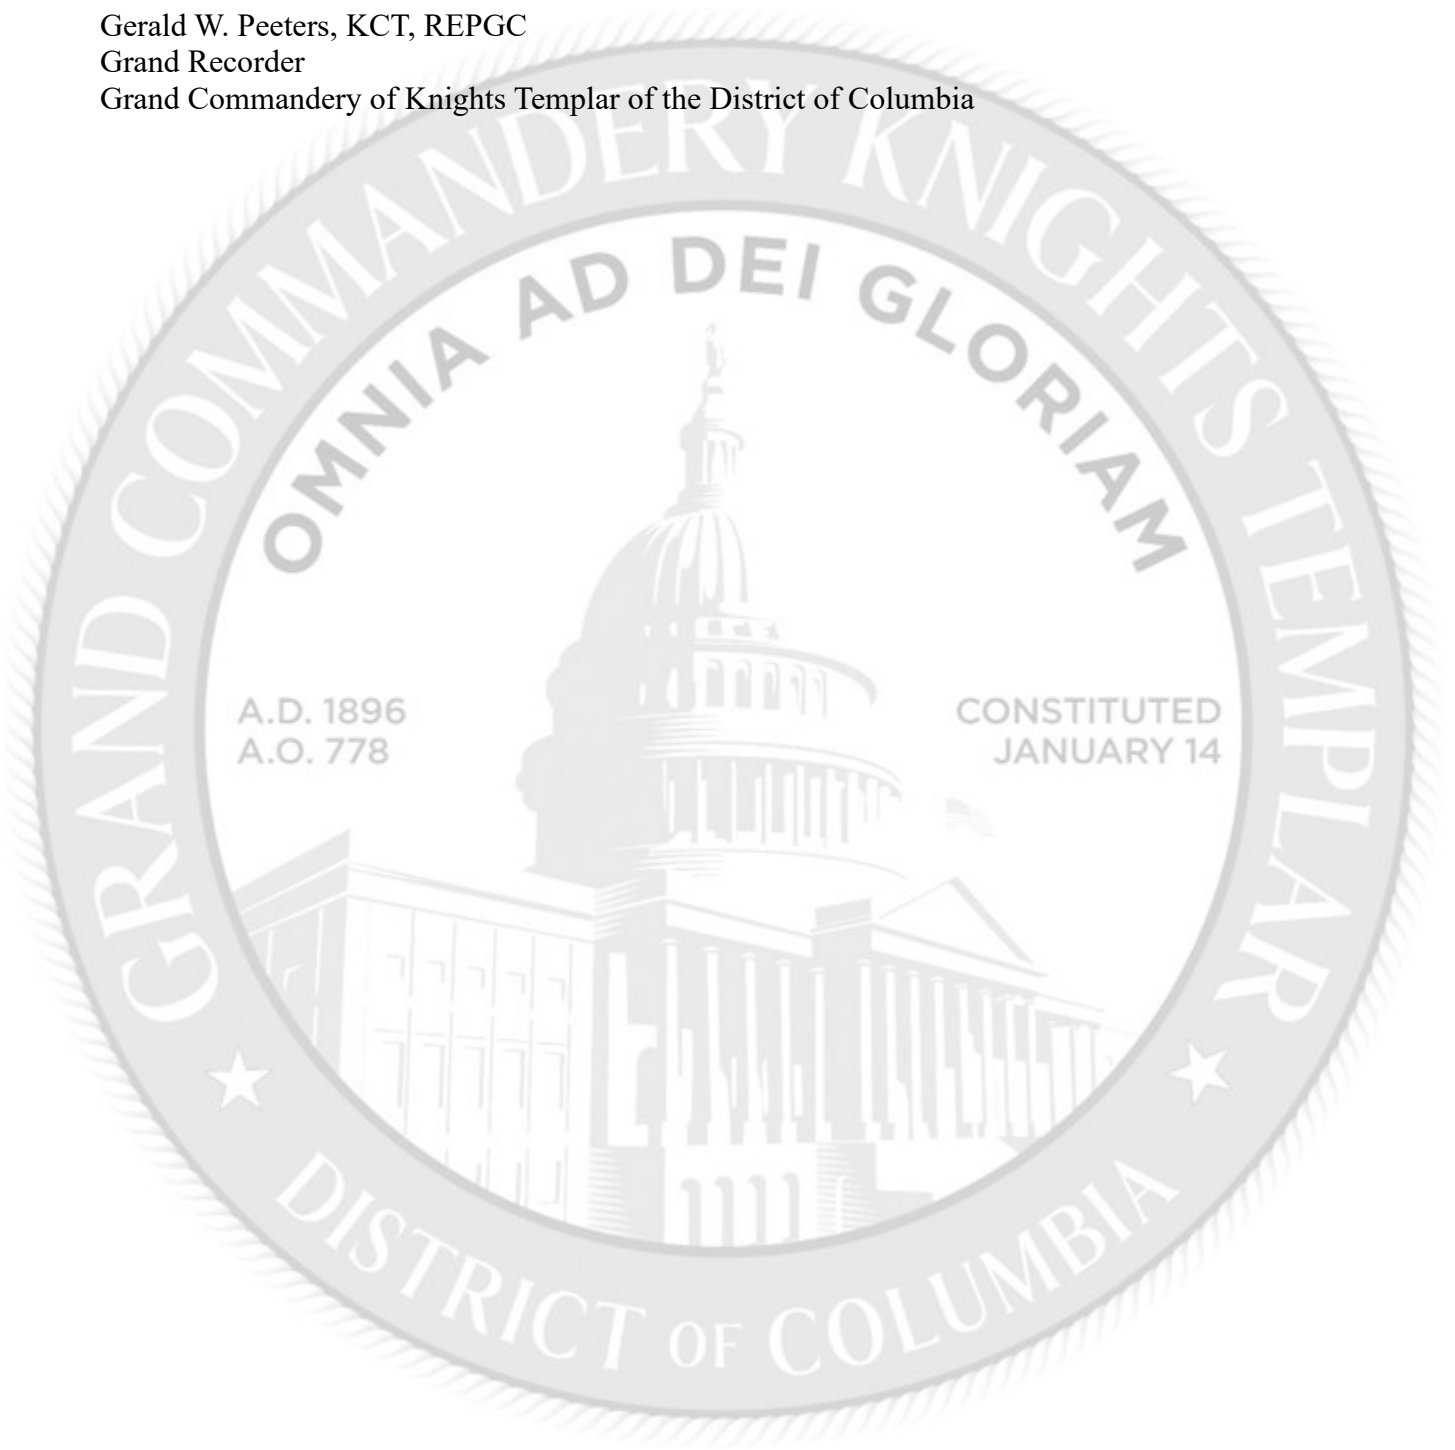 Gerald W. Peeters, KCT, REPGC
Grand Recorder
Grand Commandery of Knights Templar of the District of Columbia
GRAND COMMANDERY KNIGHTS TEMPLAR
OMNIA AD DEI GLORIAM
A.D. 1896
A.O. 778
CONSTITUTED
JANUARY 14
DISTRICT OF COLUMBIA